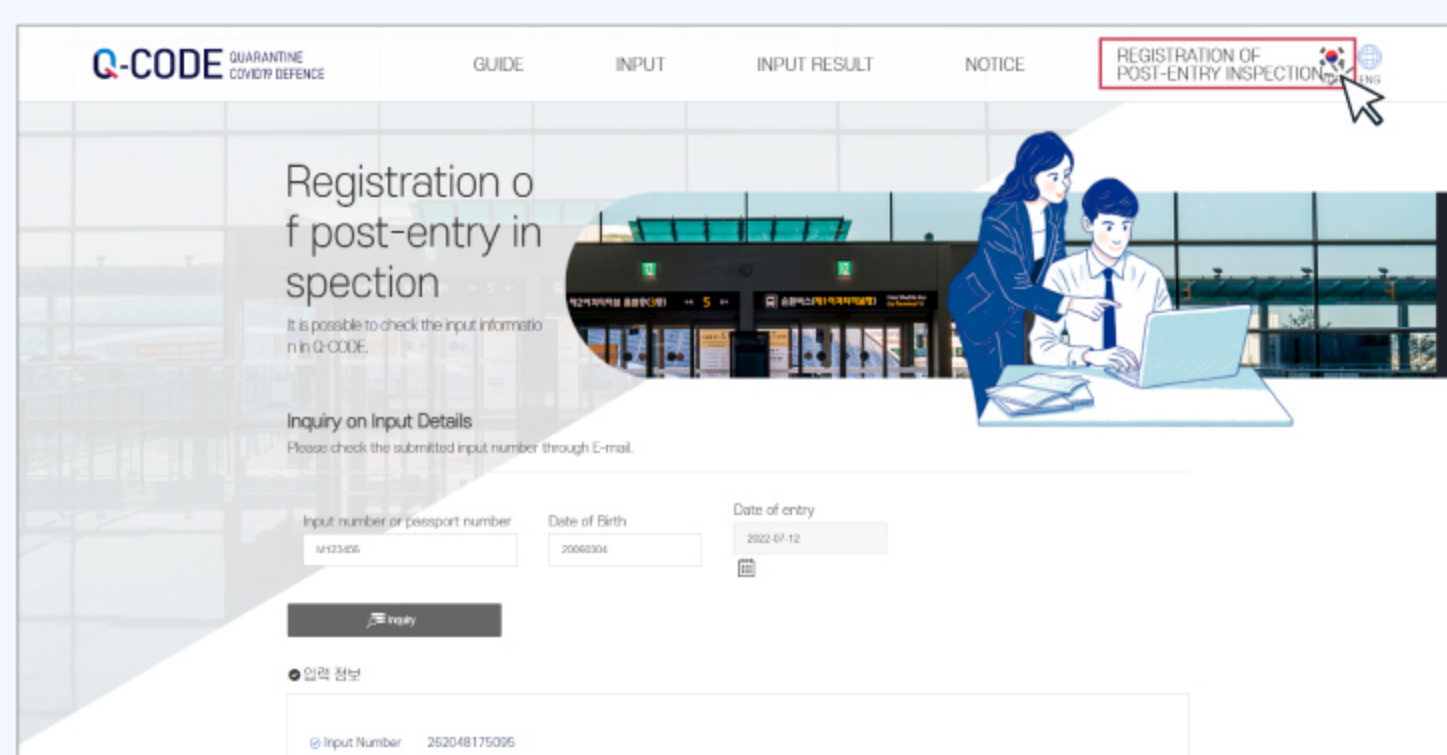 Q-CODE QUARANTINE COVID19 DEFENCE
GUIDE
INPUT
INPUT RESULT
NOTICE
REGISTRATION OF
POST-ENTRY INSPECTION
ENG
Registration o
f post-entry in
spection
It is possible to check the input informatio
n in Q-CODE.
5
Inquiry on Input Details
Please check the submitted input number through E-mail.
Input number or passport number
M123456
Date of Birth
20060304
Date of entry
2022-07-12
Inquiry
입력 정보
Input Number 262048175095